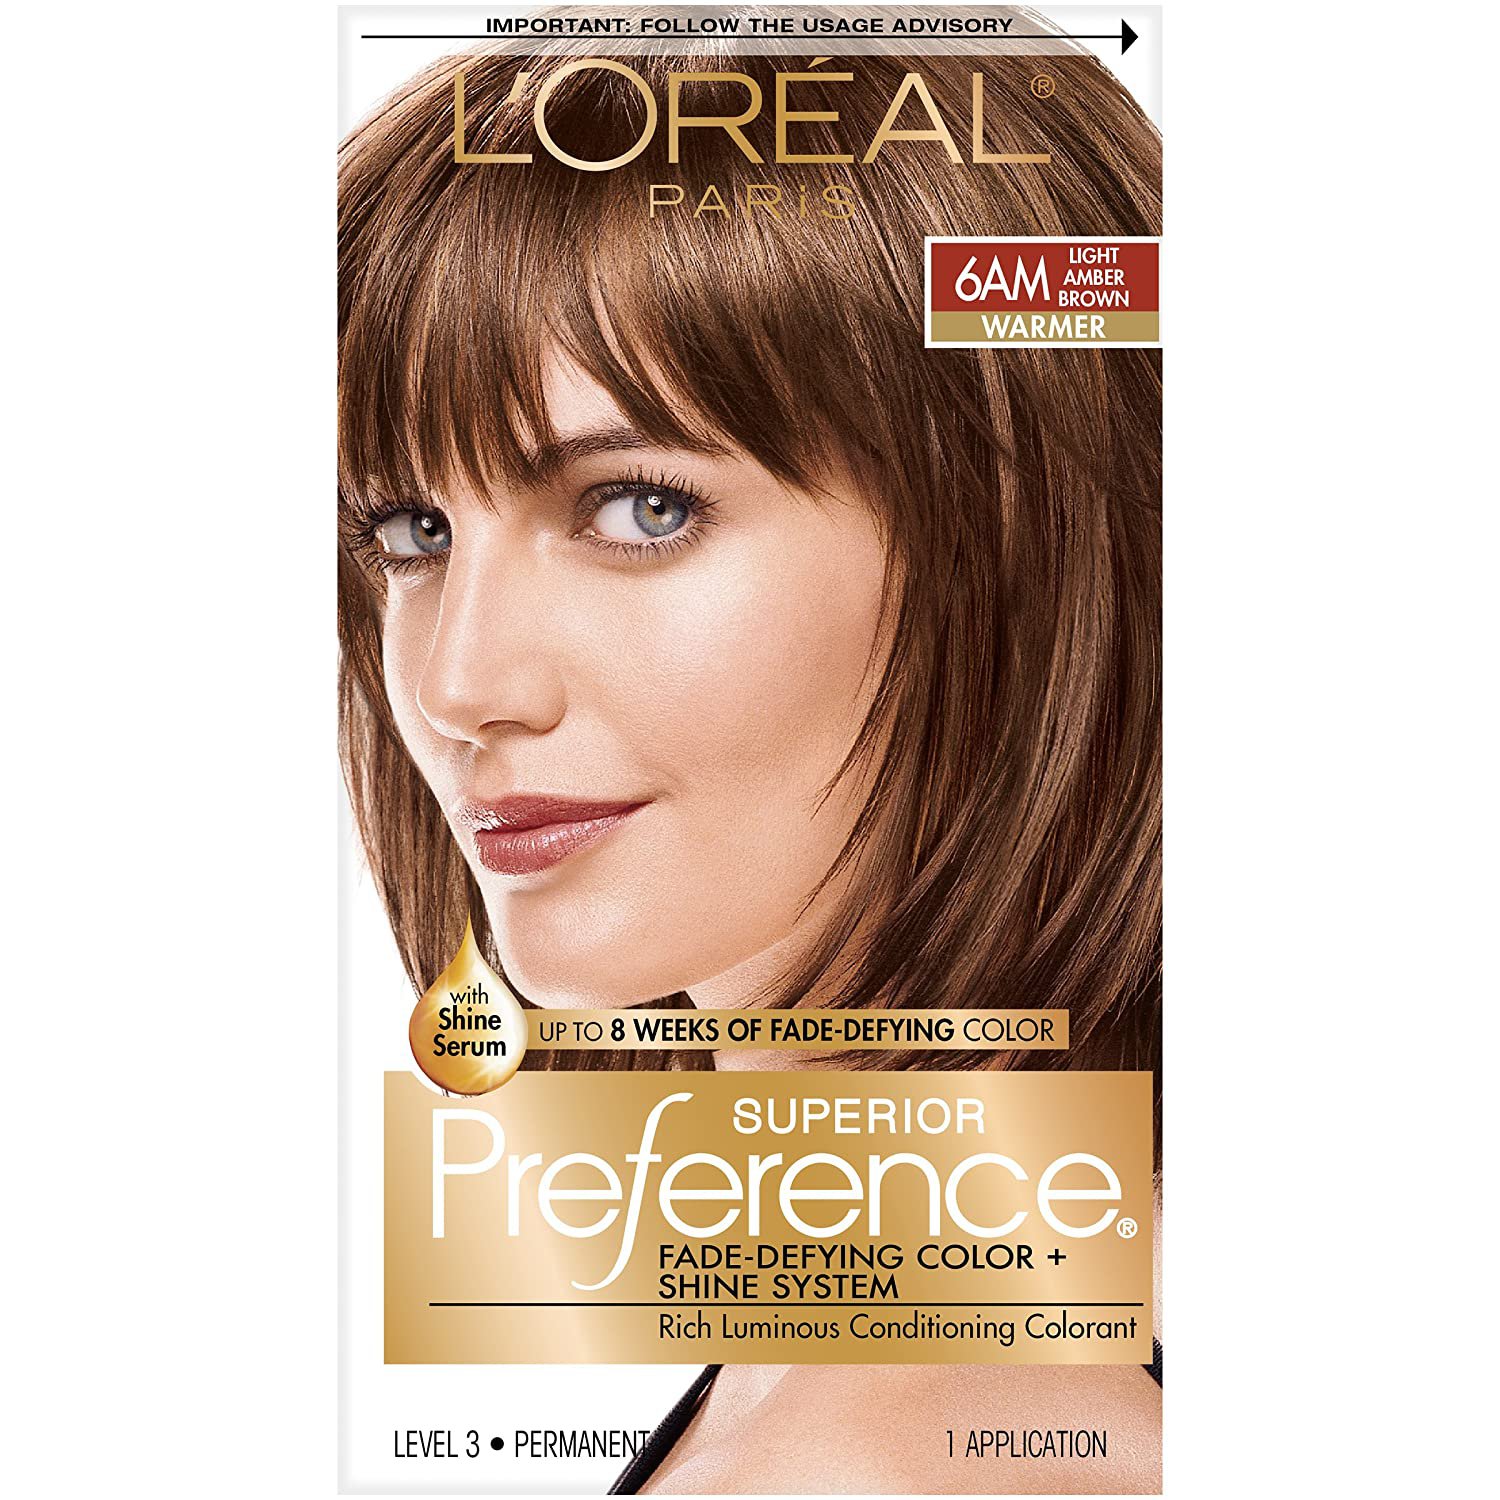 IMPORTANT: FOLLOW THE USAGE ADVISORY
L'ORÉAL®
PARiS
6AM LIGHT
AMBER
BROWN
WARMER
with
Shine
Serum
UP TO 8 WEEKS OF FADE-DEFYING COLOR
SUPERIOR
Preference®
FADE-DEFYING COLOR +
SHINE SYSTEM
Rich Luminous Conditioning Colorant
LEVEL 3 • PERMANENT
1 APPLICATION